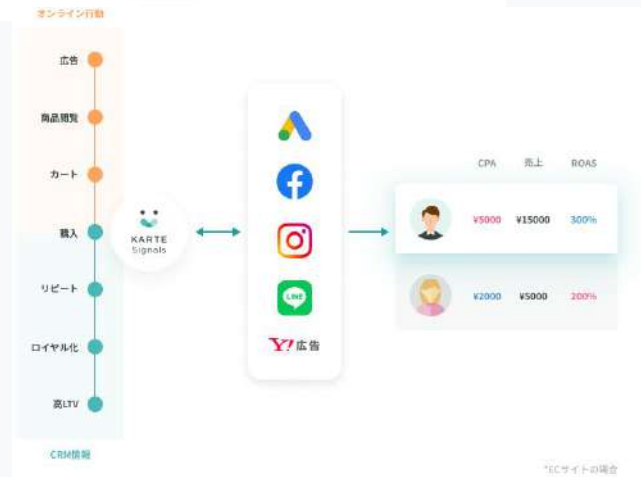 オンライン行動
広告
商品閲覧
カート
購入
リピート
ロイヤル化
高LTV
CRM情報
KARTE
Signals
LINE
Y!広告
CPA 売上 ROAS
¥5000 ¥15000 300%
¥2000 ¥5000 200%
*ECサイトの場合